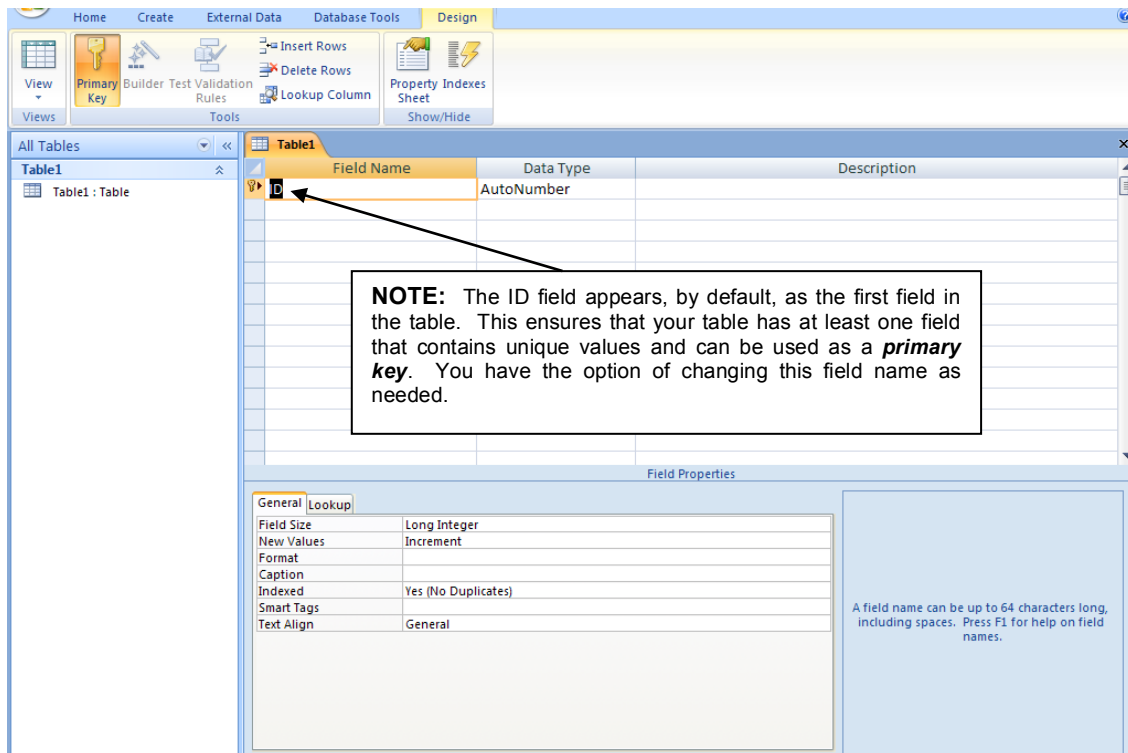 Home Create External Data Database Tools Design
View
Primary Key
Builder
Test Validation Rules
Insert Rows
Delete Rows
Lookup Column
Property Sheet
Indexes
Views Tools Show/Hide
All Tables
Table1
Table1 : Table
Table1
Field Name Data Type Description
ID AutoNumber
NOTE: The ID field appears, by default, as the first field in
the table. This ensures that your table has at least one field
that contains unique values and can be used as a primary
key. You have the option of changing this field name as
needed.
Field Properties
General Lookup
Field Size Long Integer
New Values Increment
Format
Caption
Indexed Yes (No Duplicates)
Smart Tags
Text Align General
A field name can be up to 64 characters long,
including spaces. Press F1 for help on field
names.